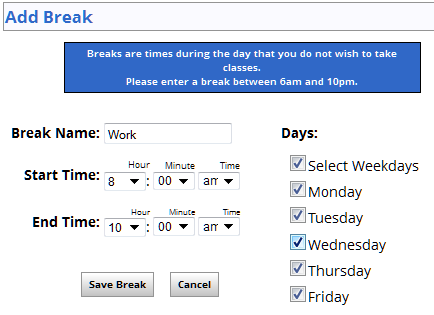 Add Break
Breaks are times during the day that you do not wish to take
classes.
Please enter a break between 6am and 10pm.
Break Name: Work
Days:
Hour Minute Time
Start Time: 8 : 00 am
Hour Minute Time
End Time: 10 : 00 am
Select Weekdays
Monday
Tuesday
Wednesday
Thursday
Friday
Save Break Cancel